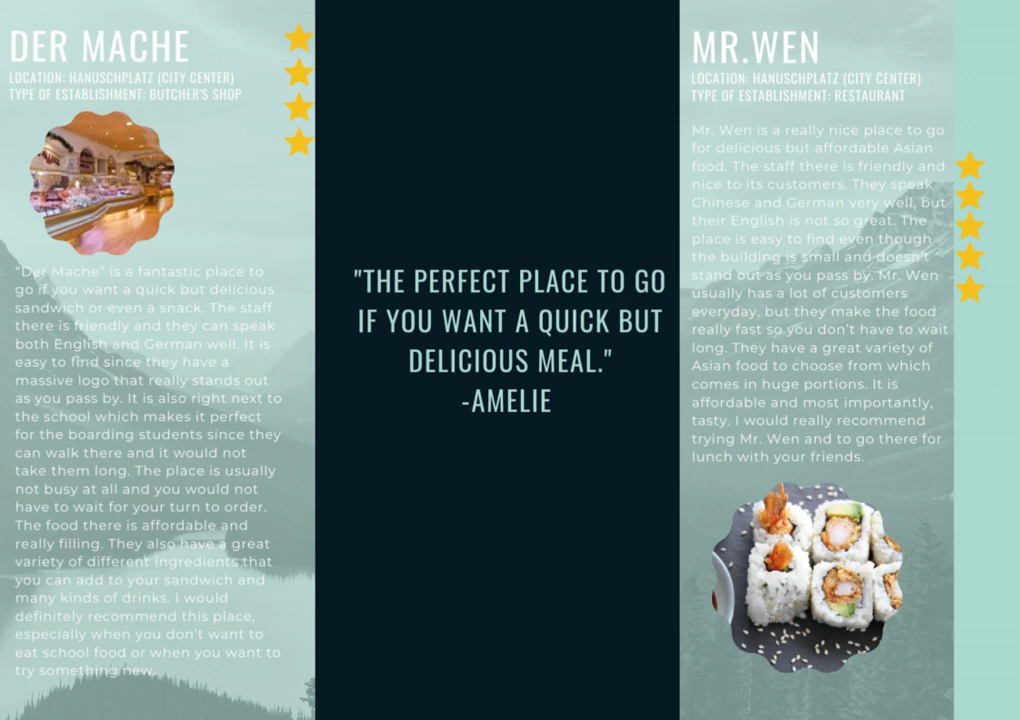 DER MACHE
LOCATION: HANUSCHPLATZ (CITY CENTER)
TYPE OF ESTABLISHMENT: BUTCHER'S SHOP
"Der Mache" is a fantastic place to
go if you want a quick but delicious
sandwich or even a snack. The staff
there is friendly and they can speak
both English and German well. It is
easy to find since they have a
massive logo that really stands out
as you pass by. It is also right next to
the school which makes it perfect
for the boarding students since they
can walk there and it would not
take them long. The place is usually
not busy at all and you would not
have to wait for your turn to order.
The food there is affordable and
really filling. They also have a great
variety of different ingredients that
you can add to your sandwich and
many kinds of drinks. I would
definitely recommend this place,
especially when you don't want to
eat school food or when you want to
try something new.
"THE PERFECT PLACE TO GO
IF YOU WANT A QUICK BUT
DELICIOUS MEAL."
-AMELIE
MR.WEN
LOCATION: HANUSCHPLATZ (CITY CENTER)
TYPE OF ESTABLISHMENT: RESTAURANT
Mr. Wen is a really nice place to go
for delicious but affordable Asian
food. The staff there is friendly and
nice to its customers. They speak
Chinese and German very well, but
their English is not so great. The
place is easy to find even though
the building is small and doesn't
stand out as you pass by. Mr. Wen
usually has a lot of customers
everyday, but they make the food
really fast so you don't have to wait
long. They have a great variety of
Asian food to choose from which
comes in huge portions. It is
affordable and most importantly,
tasty. I would really recommend
trying Mr. Wen and to go there for
lunch with your friends.